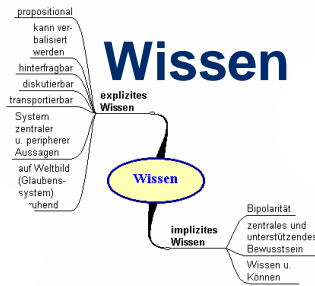 Wissen
propositional
kann ver-
balisiert
werden
hinterfragbar
diskutierbar
transportierbar
System
zentraler
u. peripherer
Aussagen
auf Weltbild
(Glaubens-
system)
uhend
explizites
Wissen
Wissen
implizites
Wissen
Bipolarität
zentrales und
unterstützendes
Bewusstsein
Wissen u.
Können